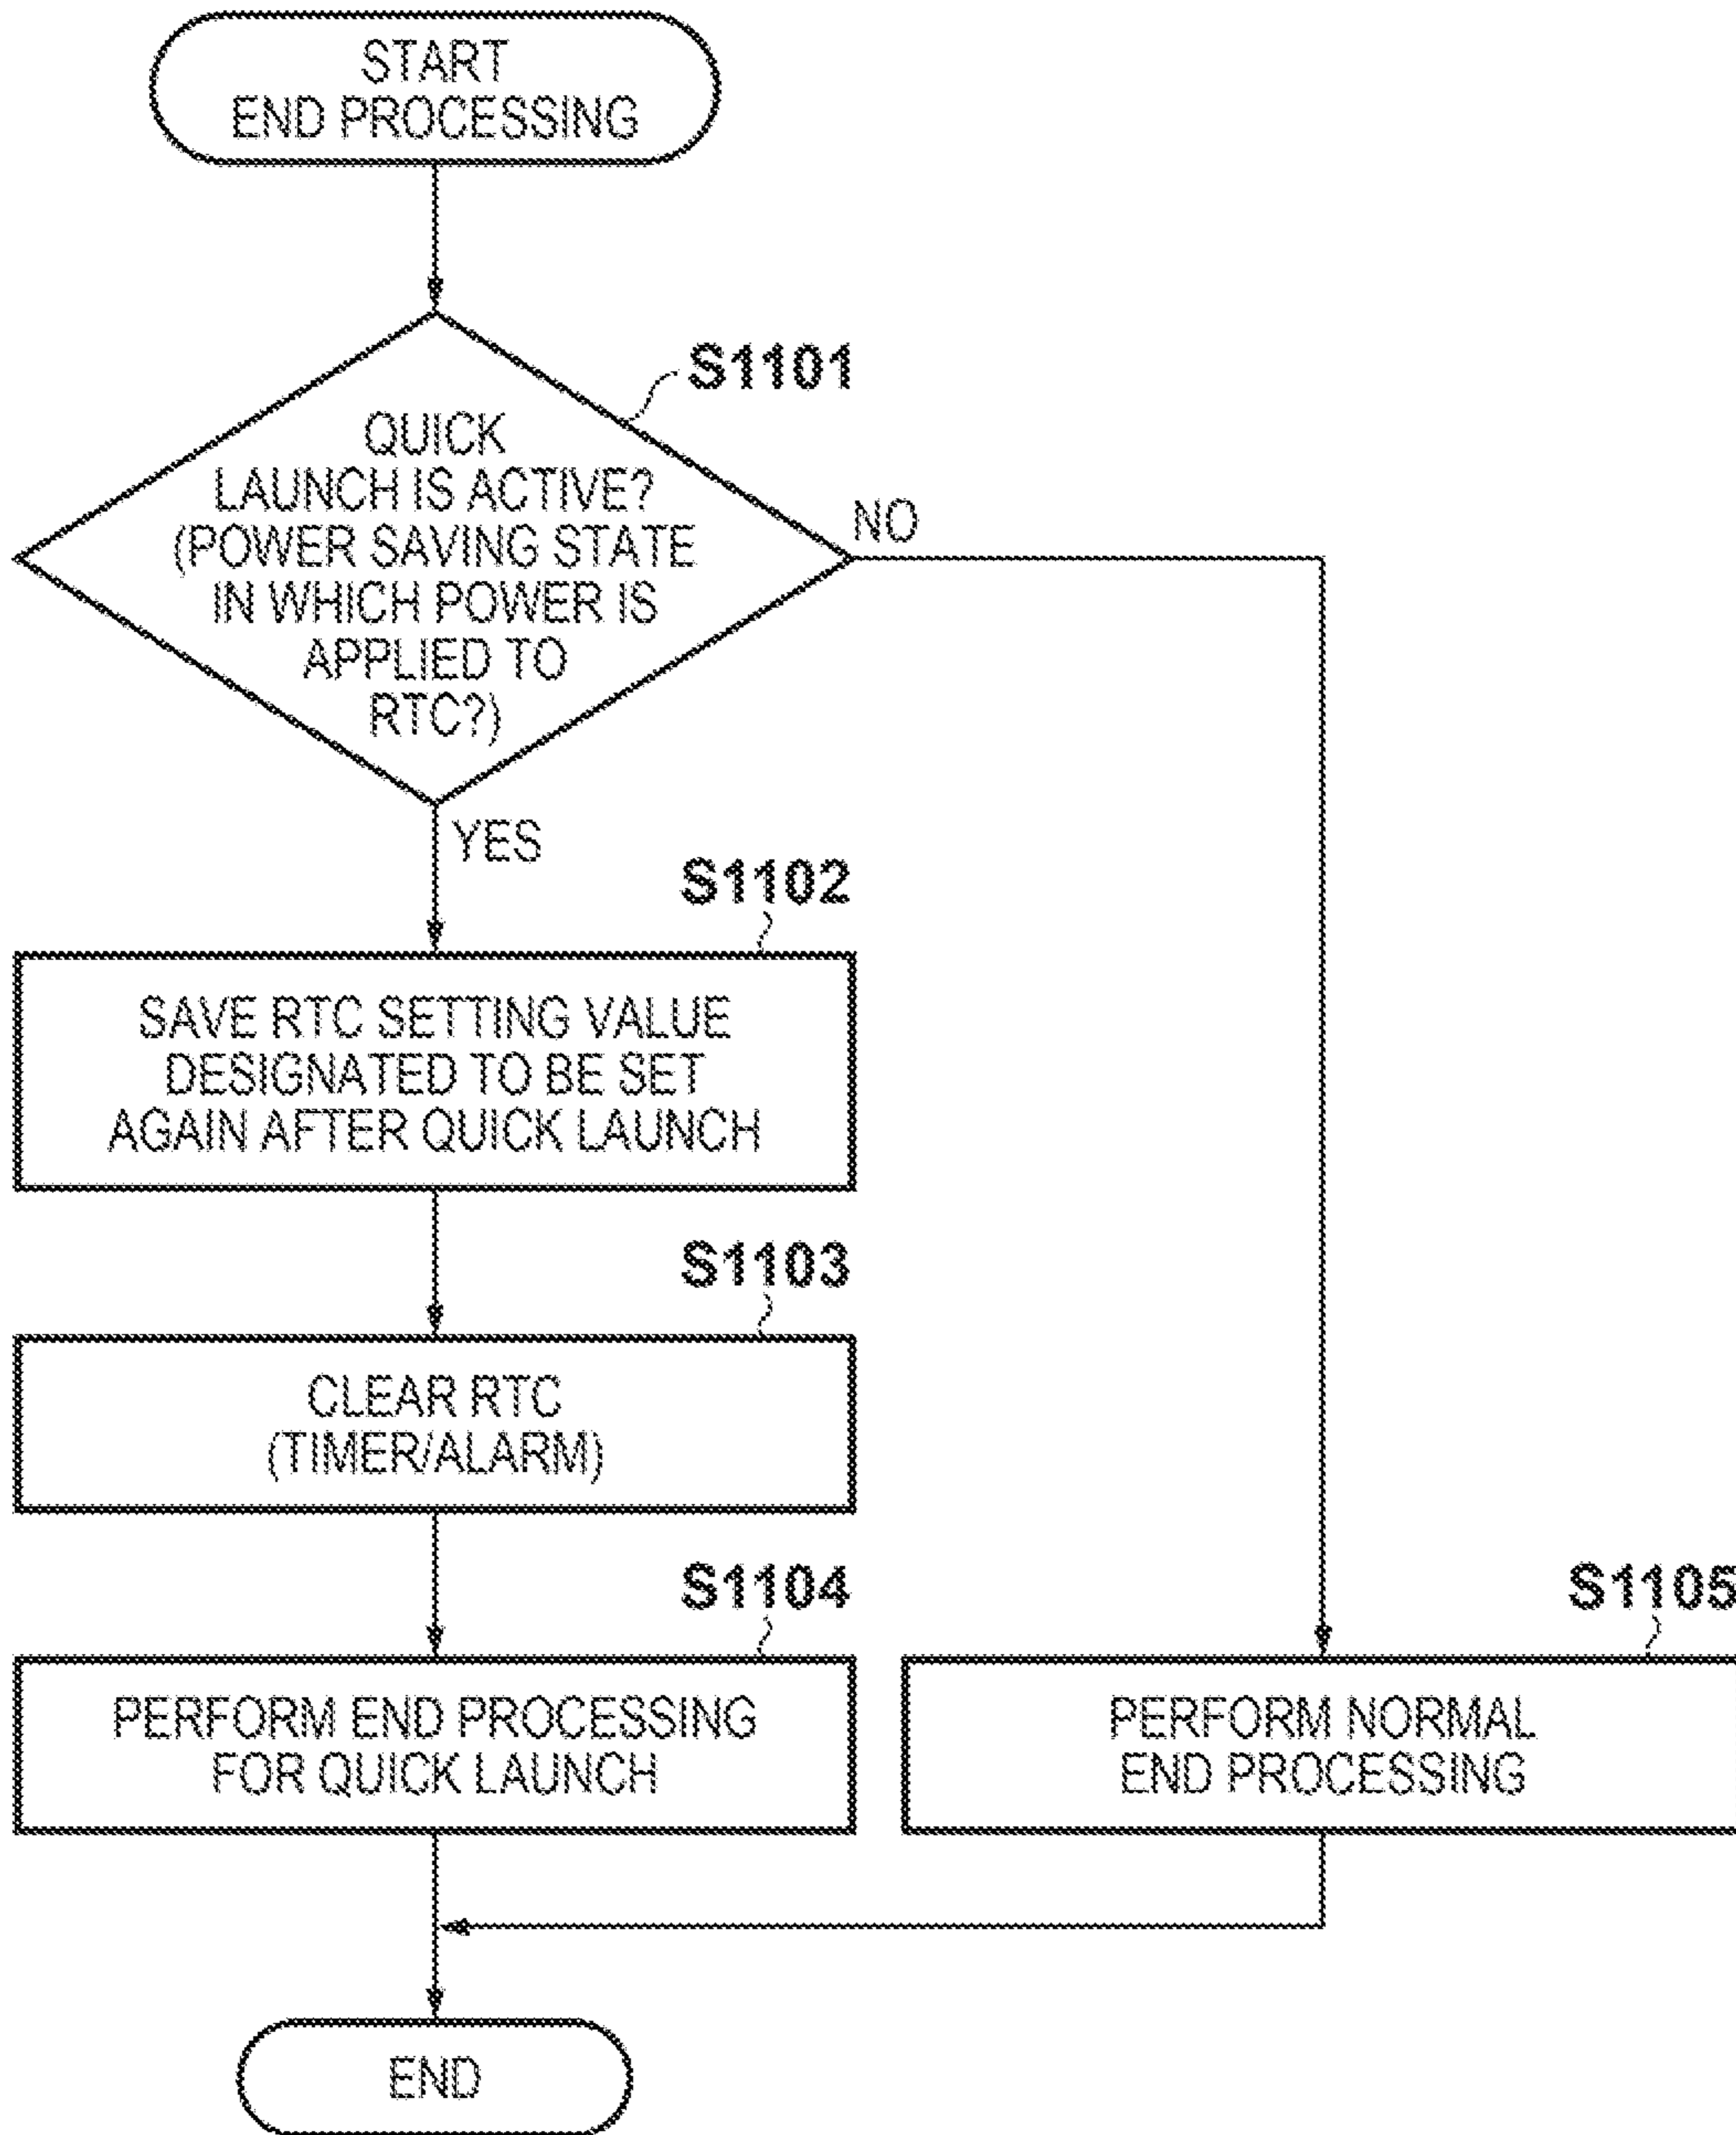 START
END PROCESSING
S1101
QUICK
LAUNCH IS ACTIVE?
(POWER SAVING STATE
IN WHICH POWER IS
APPLIED TO
RTC?)
NO
YES
S1102
SAVE RTC SETTING VALUE
DESIGNATED TO BE SET
AGAIN AFTER QUICK LAUNCH
S1103
CLEAR RTC
(TIMER/ALARM)
S1104
PERFORM END PROCESSING
FOR QUICK LAUNCH
S1105
PERFORM NORMAL
END PROCESSING
END